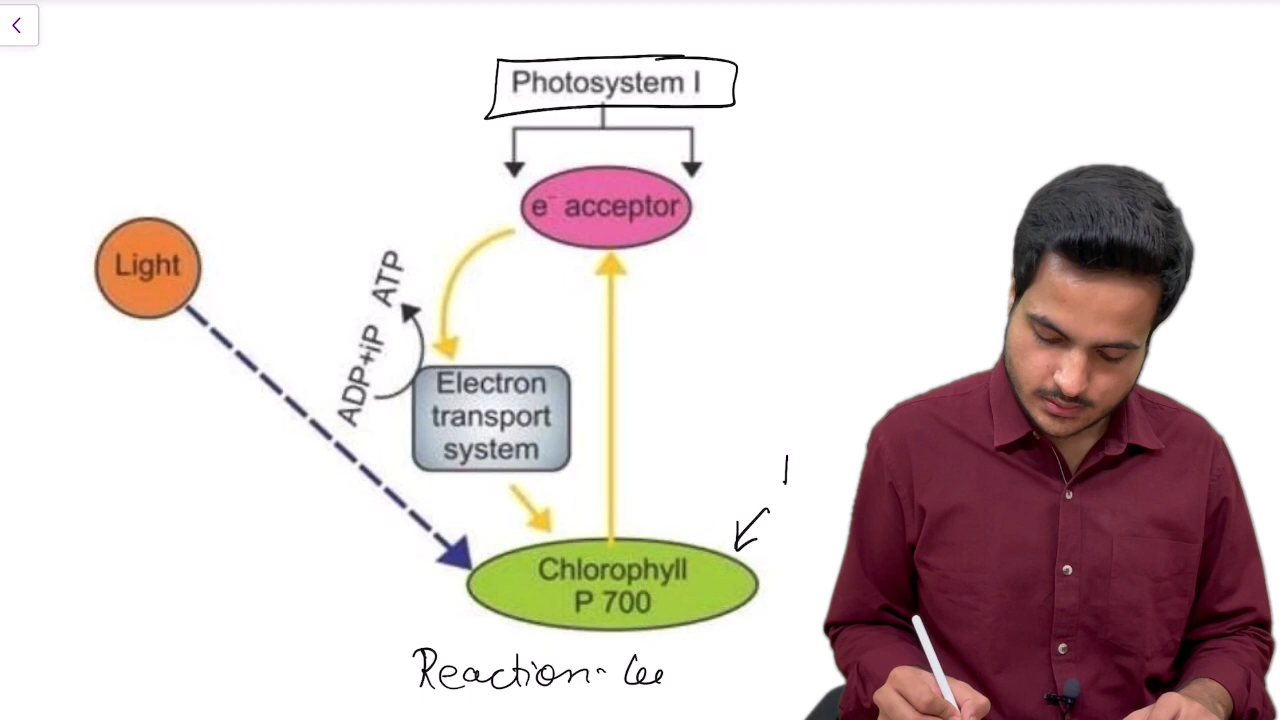 Photosystem I
e⁻ acceptor
Light
ATP
ADP+iP
Electron
transport
system
Chlorophyll
P 700
Reaction-